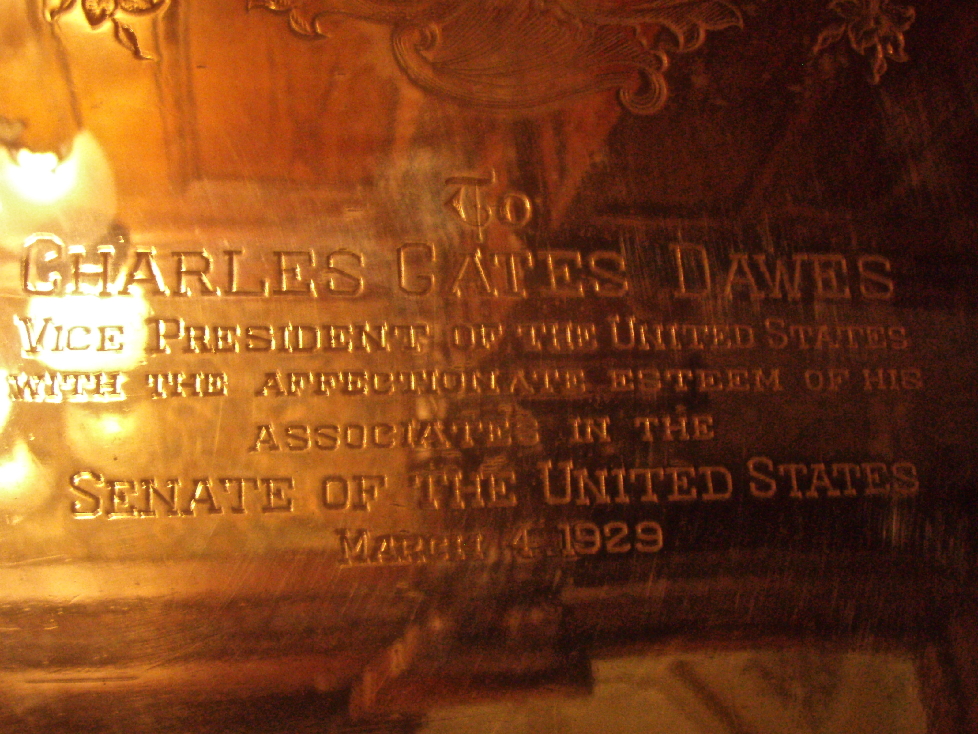 To
CHARLES GATES DAWES
VICE PRESIDENT OF THE UNITED STATES
WITH THE AFFECTIONATE ESTEEM OF HIS
ASSOCIATES IN THE
SENATE OF THE UNITED STATES
MARCH 4 1929